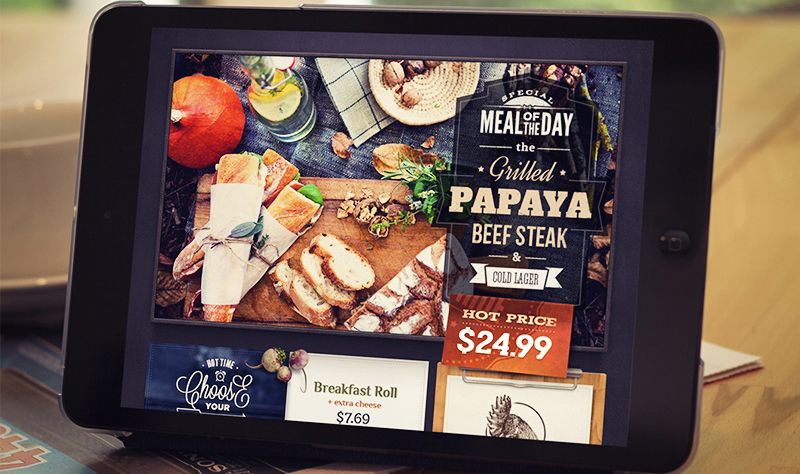 SPECIAL
MEAL OF THE DAY
the
Grilled
PAPAYA
BEEF STEAK
&
COLD LAGER
HOT PRICE
$24.99
HOT TIME
CHOOSE
YOUR
Breakfast Roll
+ extra cheese
$7.69